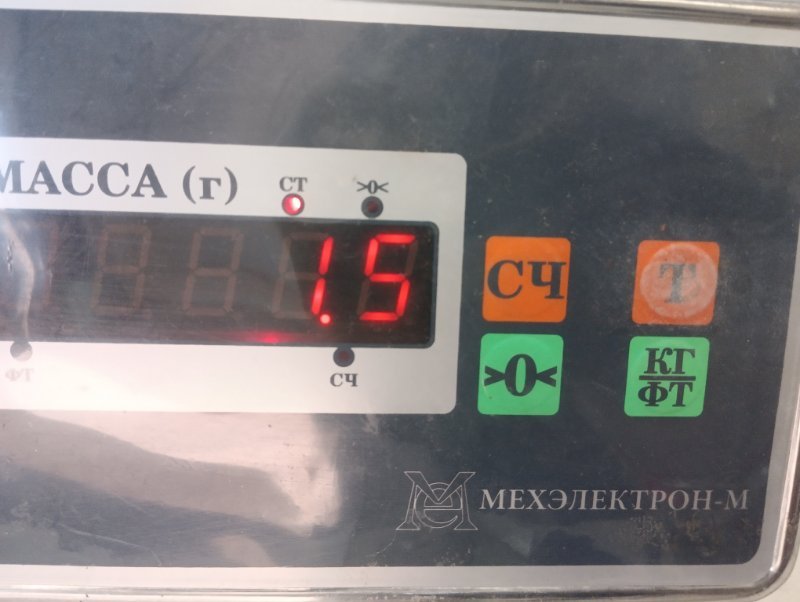 МАССА (г)
СТ
>0<
1.5
ФТ
СЧ
СЧ
Т
>0<
КГ
ФТ
МЕХЭЛЕКТРОН-М